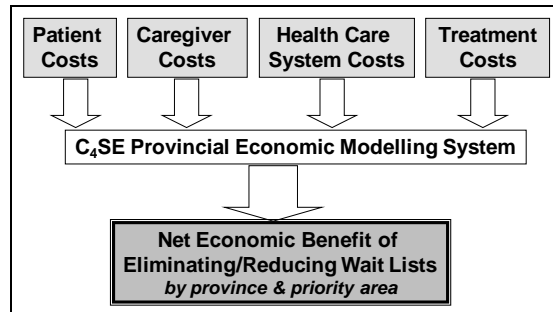 Patient
Costs
Caregiver
Costs
Health Care
System Costs
Treatment
Costs
C₄SE Provincial Economic Modelling System
Net Economic Benefit of
Eliminating/Reducing Wait Lists
by province & priority area